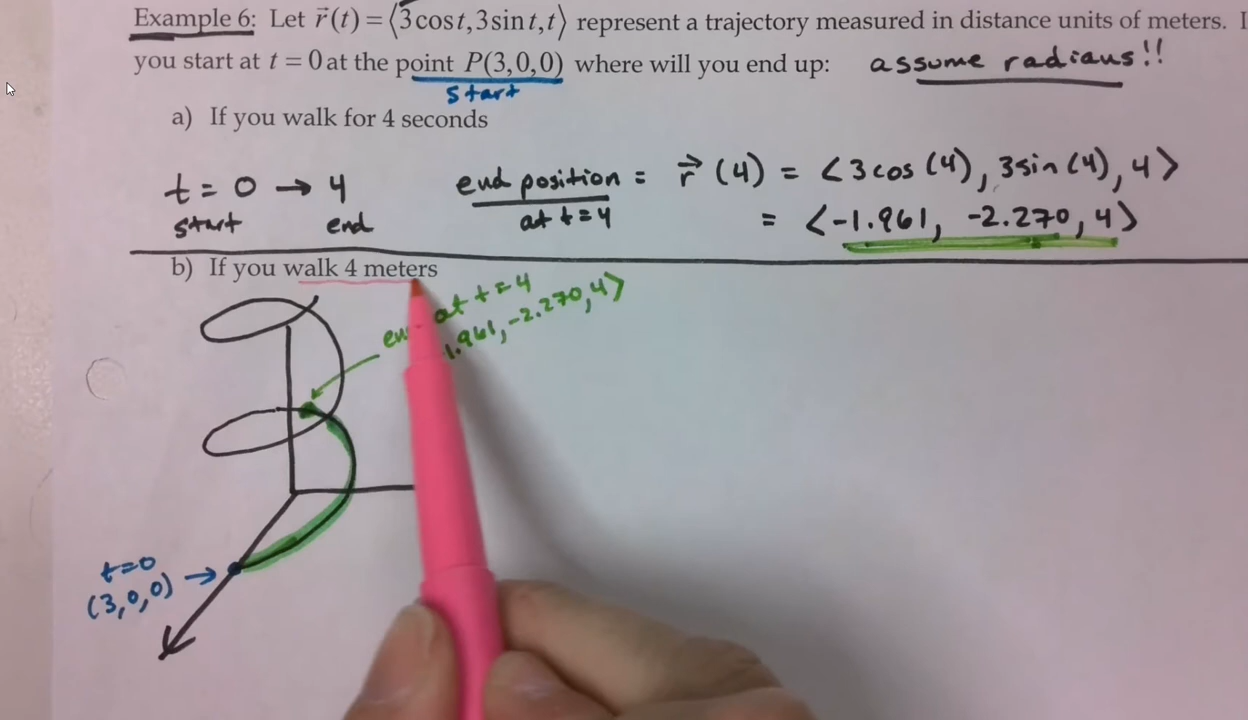 Example 6: Let r⃗(t) = ⟨3cost,3sint,t⟩ represent a trajectory measured in distance units of meters.
you start at t = 0 at the point P(3,0,0) where will you end up: assume radians!!
start
a) If you walk for 4 seconds
t = 0 → 4
start end
end position = r⃗(4) = <3cos(4), 3sin(4), 4>
at t=4
= <-1.961, -2.270, 4>
b) If you walk 4 meters
at t=4
-2.270, 4>
t=0
(3,0,0) →